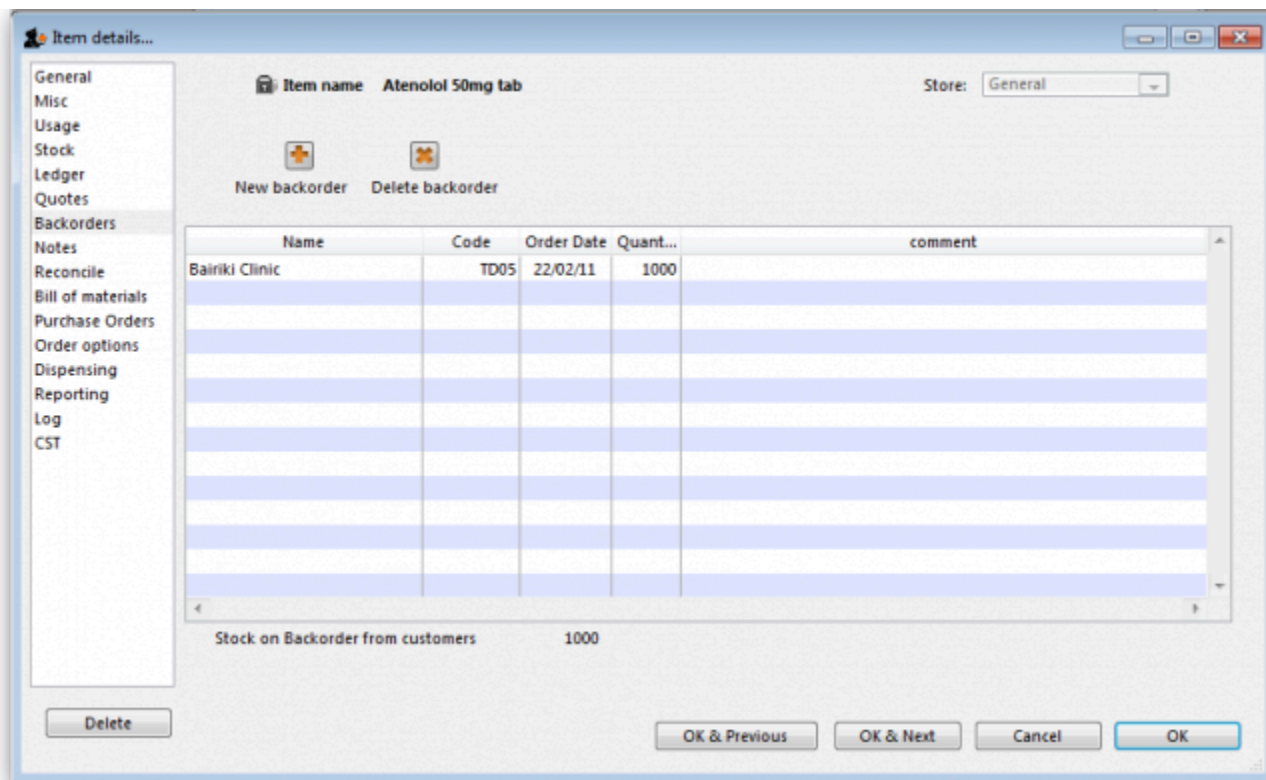 Item details...
General
Misc
Usage
Stock
Ledger
Quotes
Backorders
Notes
Reconcile
Bill of materials
Purchase Orders
Order options
Dispensing
Reporting
Log
CST
Delete
Item name Atenolol 50mg tab
Store: General
New backorder Delete backorder
Name Code Order Date Quant... comment
Bairiki Clinic TD05 22/02/11 1000
Stock on Backorder from customers 1000
OK & Previous OK & Next Cancel OK